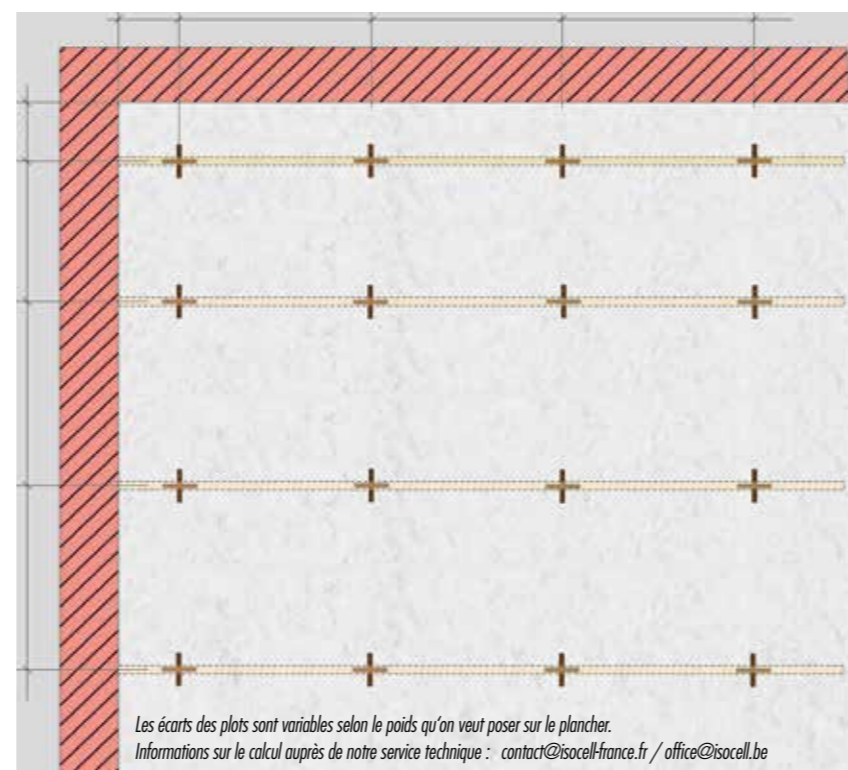 Les écarts des plots sont variables selon le poids qu'on veut poser sur le plancher.
Informations sur le calcul auprès de notre service technique : contact@isocell-france.fr / office@isocell.be